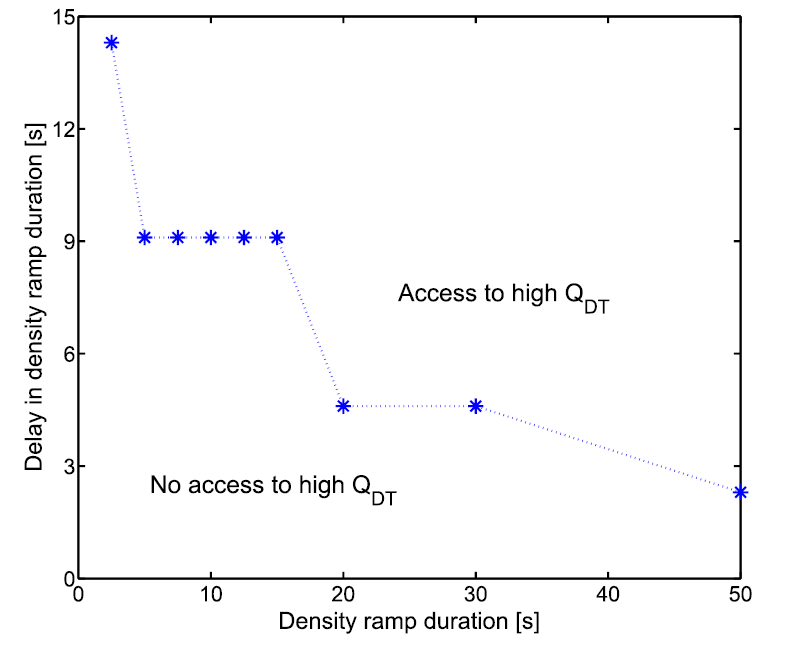 15
12
9
6
3
0
Delay in density ramp duration [s]
Access to high Q_DT
No access to high Q_DT
0 10 20 30 40 50
Density ramp duration [s]